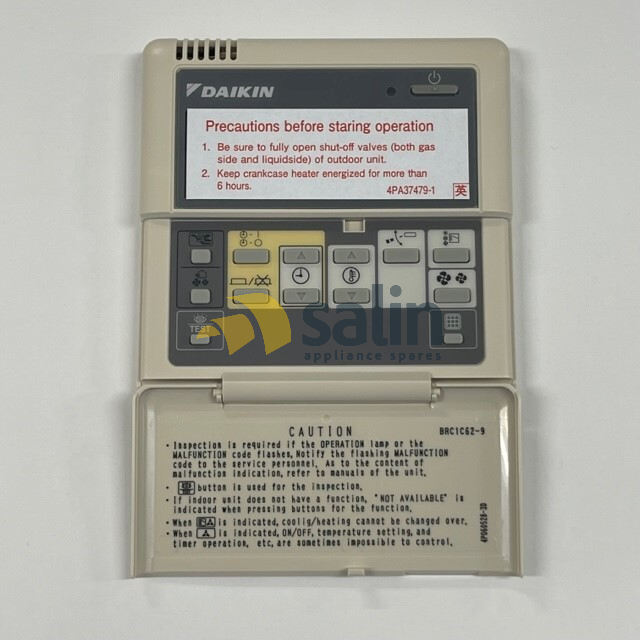 DAIKIN
Precautions before staring operation
1. Be sure to fully open shut-off valves (both gas
side and liquidside) of outdoor unit.
2. Keep crankcase heater energized for more than
6 hours.
4PA37479-1 英
TEST
salin
appliance spares
CAUTION
BRC1C62-9
• Inspection is required if the OPERATION lamp or the
MALFUNCTION code flashes. Notify the flashing MALFUNCTION
code to the service personnel. As to the content of
malfunction indication, refer to manuals of the unit.
• button is used for the inspection.
• If indoor unit does not have a function, "NOT AVAILABLE" is
indicated when pressing buttons for the function.
• When is indicated, coolig/heating cannot be changed over.
• When is indicated, ON/OFF, temperature setting, and
timer operation, etc, are sometimes impossible to control.